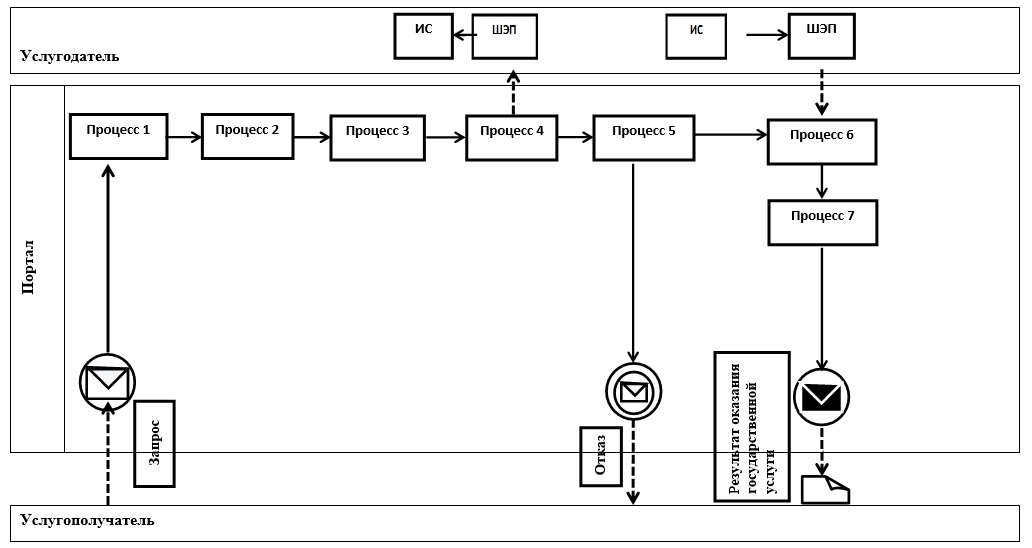 ИС
ШЭП
ИС
ШЭП
Услугодатель
Портал
Процесс 1
Процесс 2
Процесс 3
Процесс 4
Процесс 5
Процесс 6
Процесс 7
Запрос
Отказ
Результат оказания
государственной
услуги
Услугополучатель